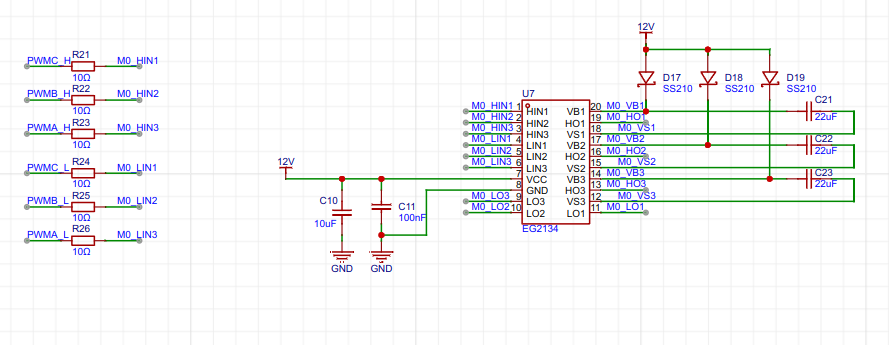 PWMC_H R21 M0_HIN1
10Ω
PWMB_H R22 M0_HIN2
10Ω
PWMA_H R23 M0_HIN3
10Ω
PWMC_L R24 M0_LIN1
10Ω
PWMB_L R25 M0_LIN2
10Ω
PWMA_L R26 M0_LIN3
10Ω
12V
C10
10uF
C11
100nF
GND
GND
U7
M0_HIN1 1 HIN1
M0_HIN2 2 HIN2
M0_HIN3 3 HIN3
M0_LIN1 4 LIN1
M0_LIN2 5 LIN2
M0_LIN3 6 LIN3
7 VCC
8 GND
M0_LO3 9 LO3
M0_LO2 10 LO2
VB1 20 M0_VB1
HO1 19 M0_HO1
VS1 18 M0_VS1
VB2 17 M0_VB2
HO2 16 M0_HO2
VS2 15 M0_VS2
VB3 14 M0_VB3
HO3 13 M0_HO3
VS3 12 M0_VS3
LO1 11 M0_LO1
EG2134
12V
D17
SS210
D18
SS210
D19
SS210
C21
22uF
C22
22uF
C23
22uF